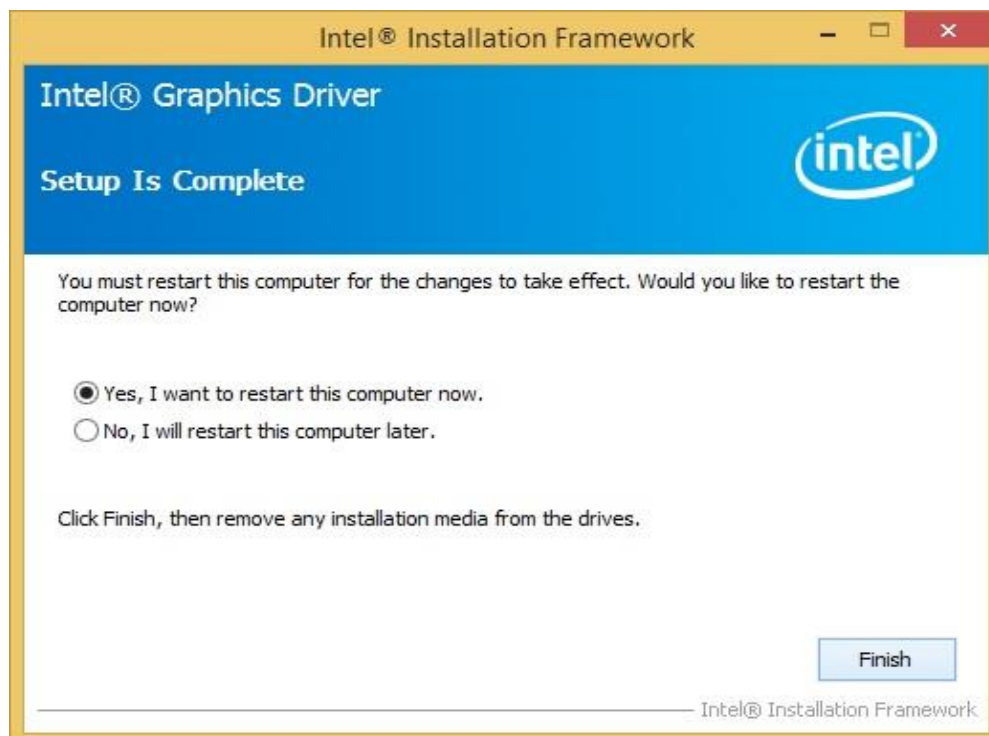 Intel® Installation Framework
Intel® Graphics Driver
intel
Setup Is Complete
You must restart this computer for the changes to take effect. Would you like to restart the
computer now?
Yes, I want to restart this computer now.
No, I will restart this computer later.
Click Finish, then remove any installation media from the drives.
Finish
Intel® Installation Framework